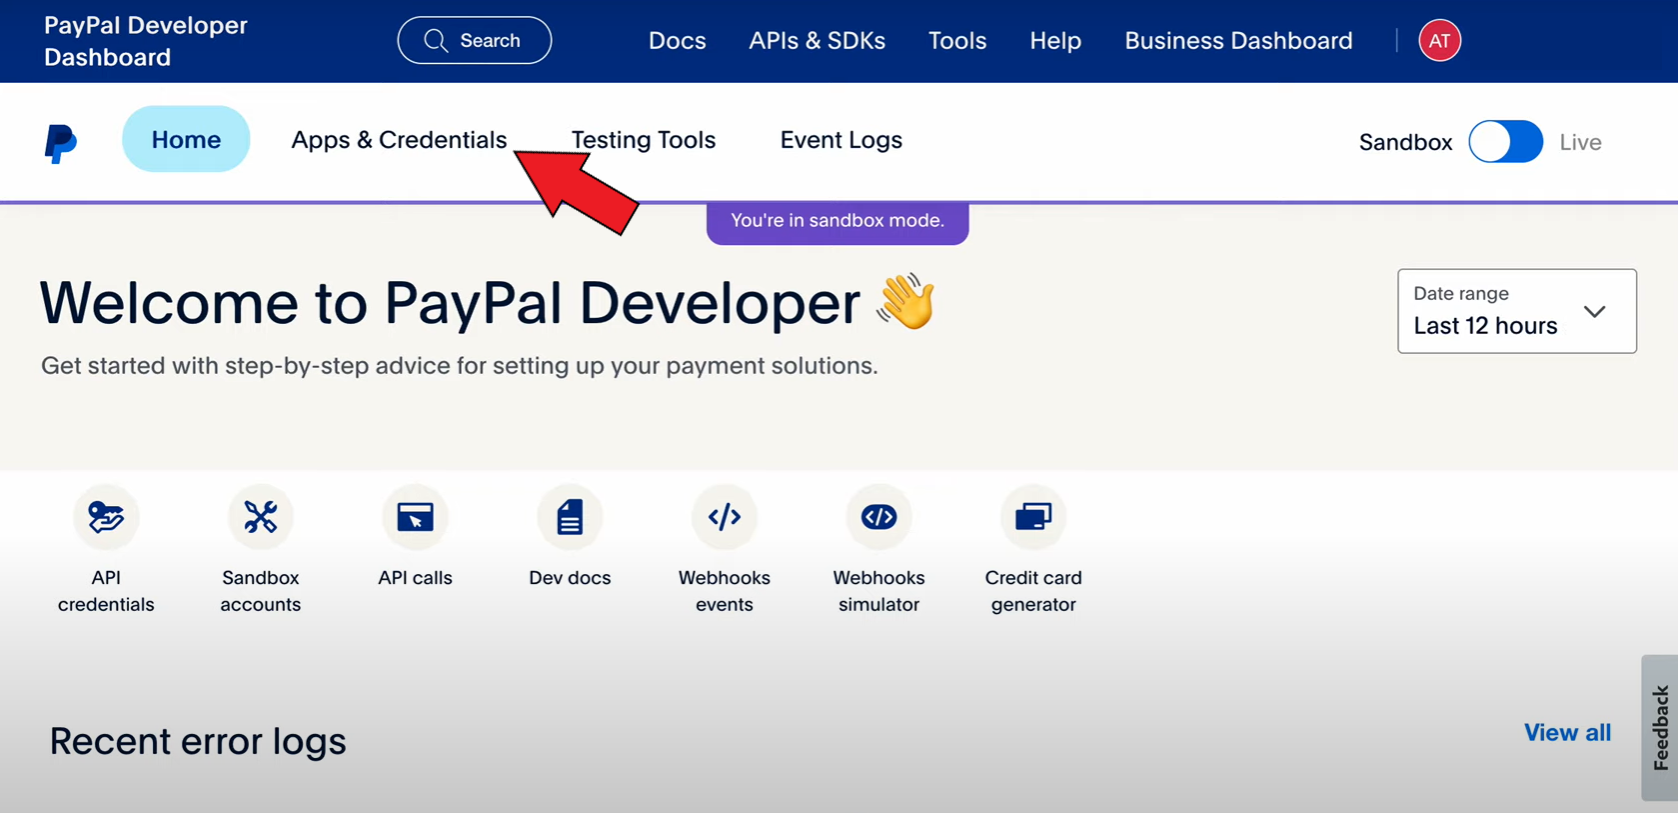 PayPal Developer
Dashboard
Search
Docs
APIs & SDKs
Tools
Help
Business Dashboard
AT
Home
Apps & Credentials
Testing Tools
Event Logs
Sandbox
Live
You're in sandbox mode.
Welcome to PayPal Developer 👋
Get started with step-by-step advice for setting up your payment solutions.
Date range
Last 12 hours
API
credentials
Sandbox
accounts
API calls
Dev docs
Webhooks
events
Webhooks
simulator
Credit card
generator
Recent error logs
View all
Feedback